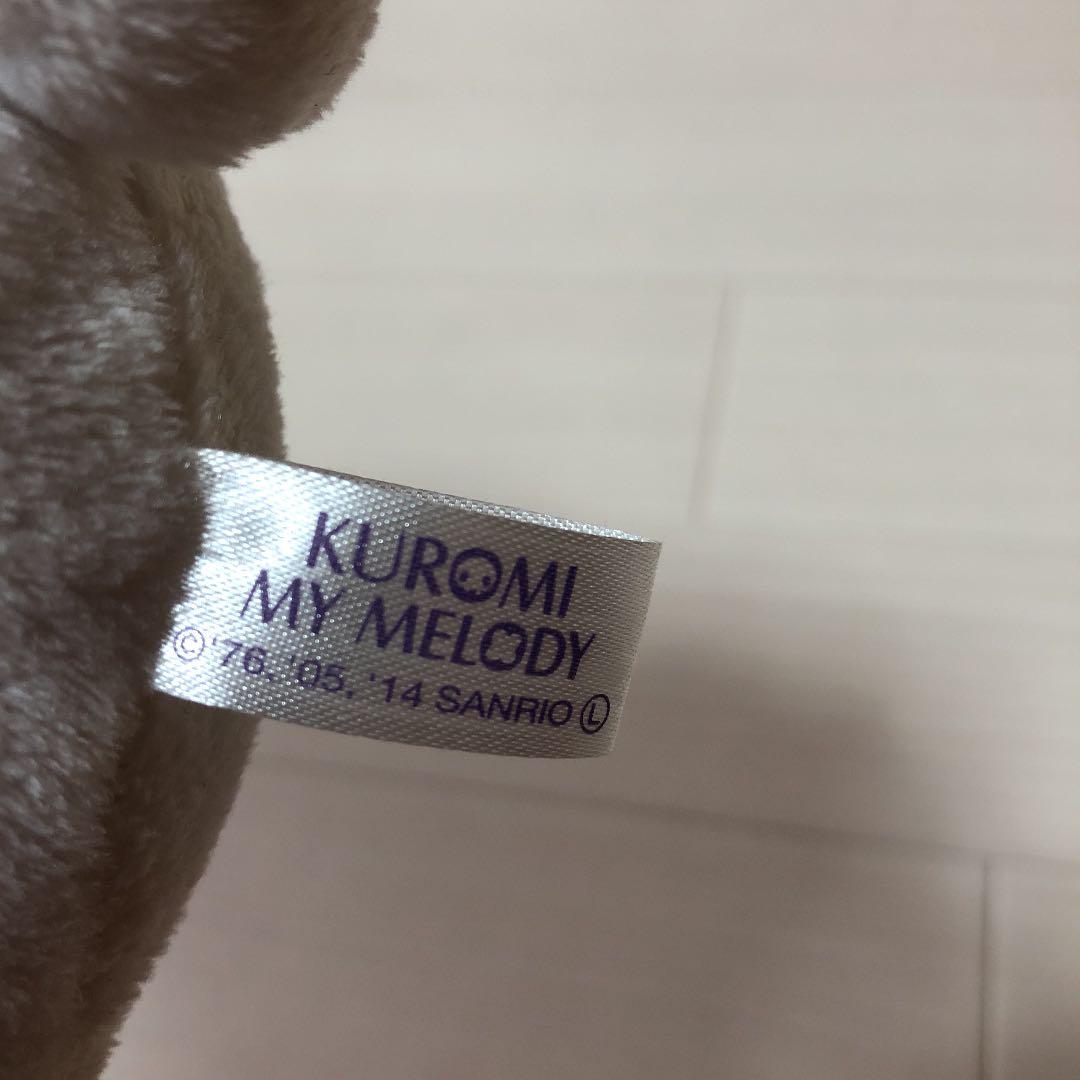 KUROMI
MY MELODY
©'76, '05, '14 SANRIO Ⓛ